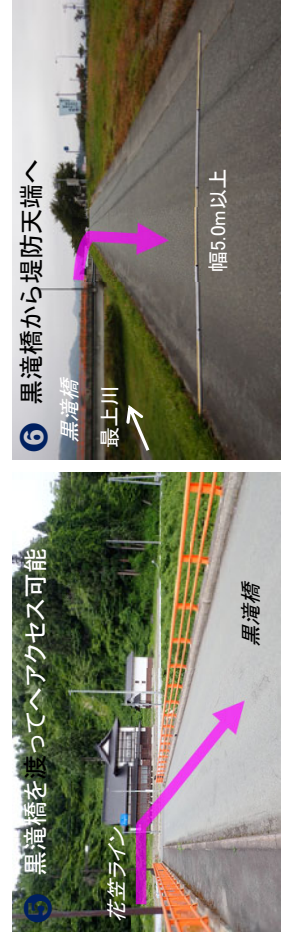 ❺ 黒滝橋を渡ってへアクセス可能
花笠ライン
黒滝橋
❻ 黒滝橋から堤防天端へ
黒滝橋
最上川
幅5.0m以上